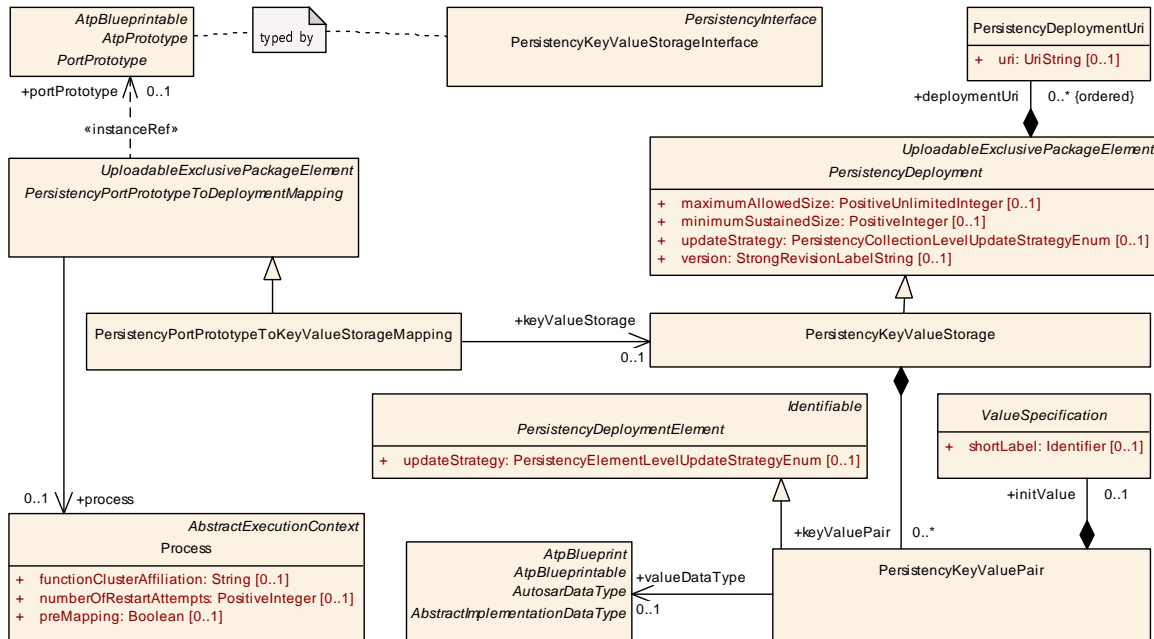 AtpBlueprintable
AtpPrototype
PortPrototype
typed by
PersistencyInterface
PersistencyKeyValueStorageInterface
PersistencyDeploymentUri
+ uri: UriString [0..1]
+portPrototype 0..1
«instanceRef»
+deploymentUri 0..* {ordered}
UploadableExclusivePackageElement
PersistencyPortPrototypeToDeploymentMapping
UploadableExclusivePackageElement
PersistencyDeployment
+ maximumAllowedSize: PositiveUnlimitedInteger [0..1]
+ minimumSustainedSize: PositiveInteger [0..1]
+ updateStrategy: PersistencyCollectionLevelUpdateStrategyEnum [0..1]
+ version: StrongRevisionLabelString [0..1]
PersistencyPortPrototypeToKeyValueStorageMapping
+keyValueStorage
0..1
PersistencyKeyValueStorage
Identifiable
PersistencyDeploymentElement
+ updateStrategy: PersistencyElementLevelUpdateStrategyEnum [0..1]
ValueSpecification
+ shortLabel: Identifier [0..1]
+initValue 0..1
0..1 +process
+keyValuePair 0..*
AbstractExecutionContext
Process
+ functionClusterAffiliation: String [0..1]
+ numberOfRestartAttempts: PositiveInteger [0..1]
+ preMapping: Boolean [0..1]
AtpBlueprint
AtpBlueprintable
AutosarDataType
AbstractImplementationDataType
+valueDataType
0..1
PersistencyKeyValuePair